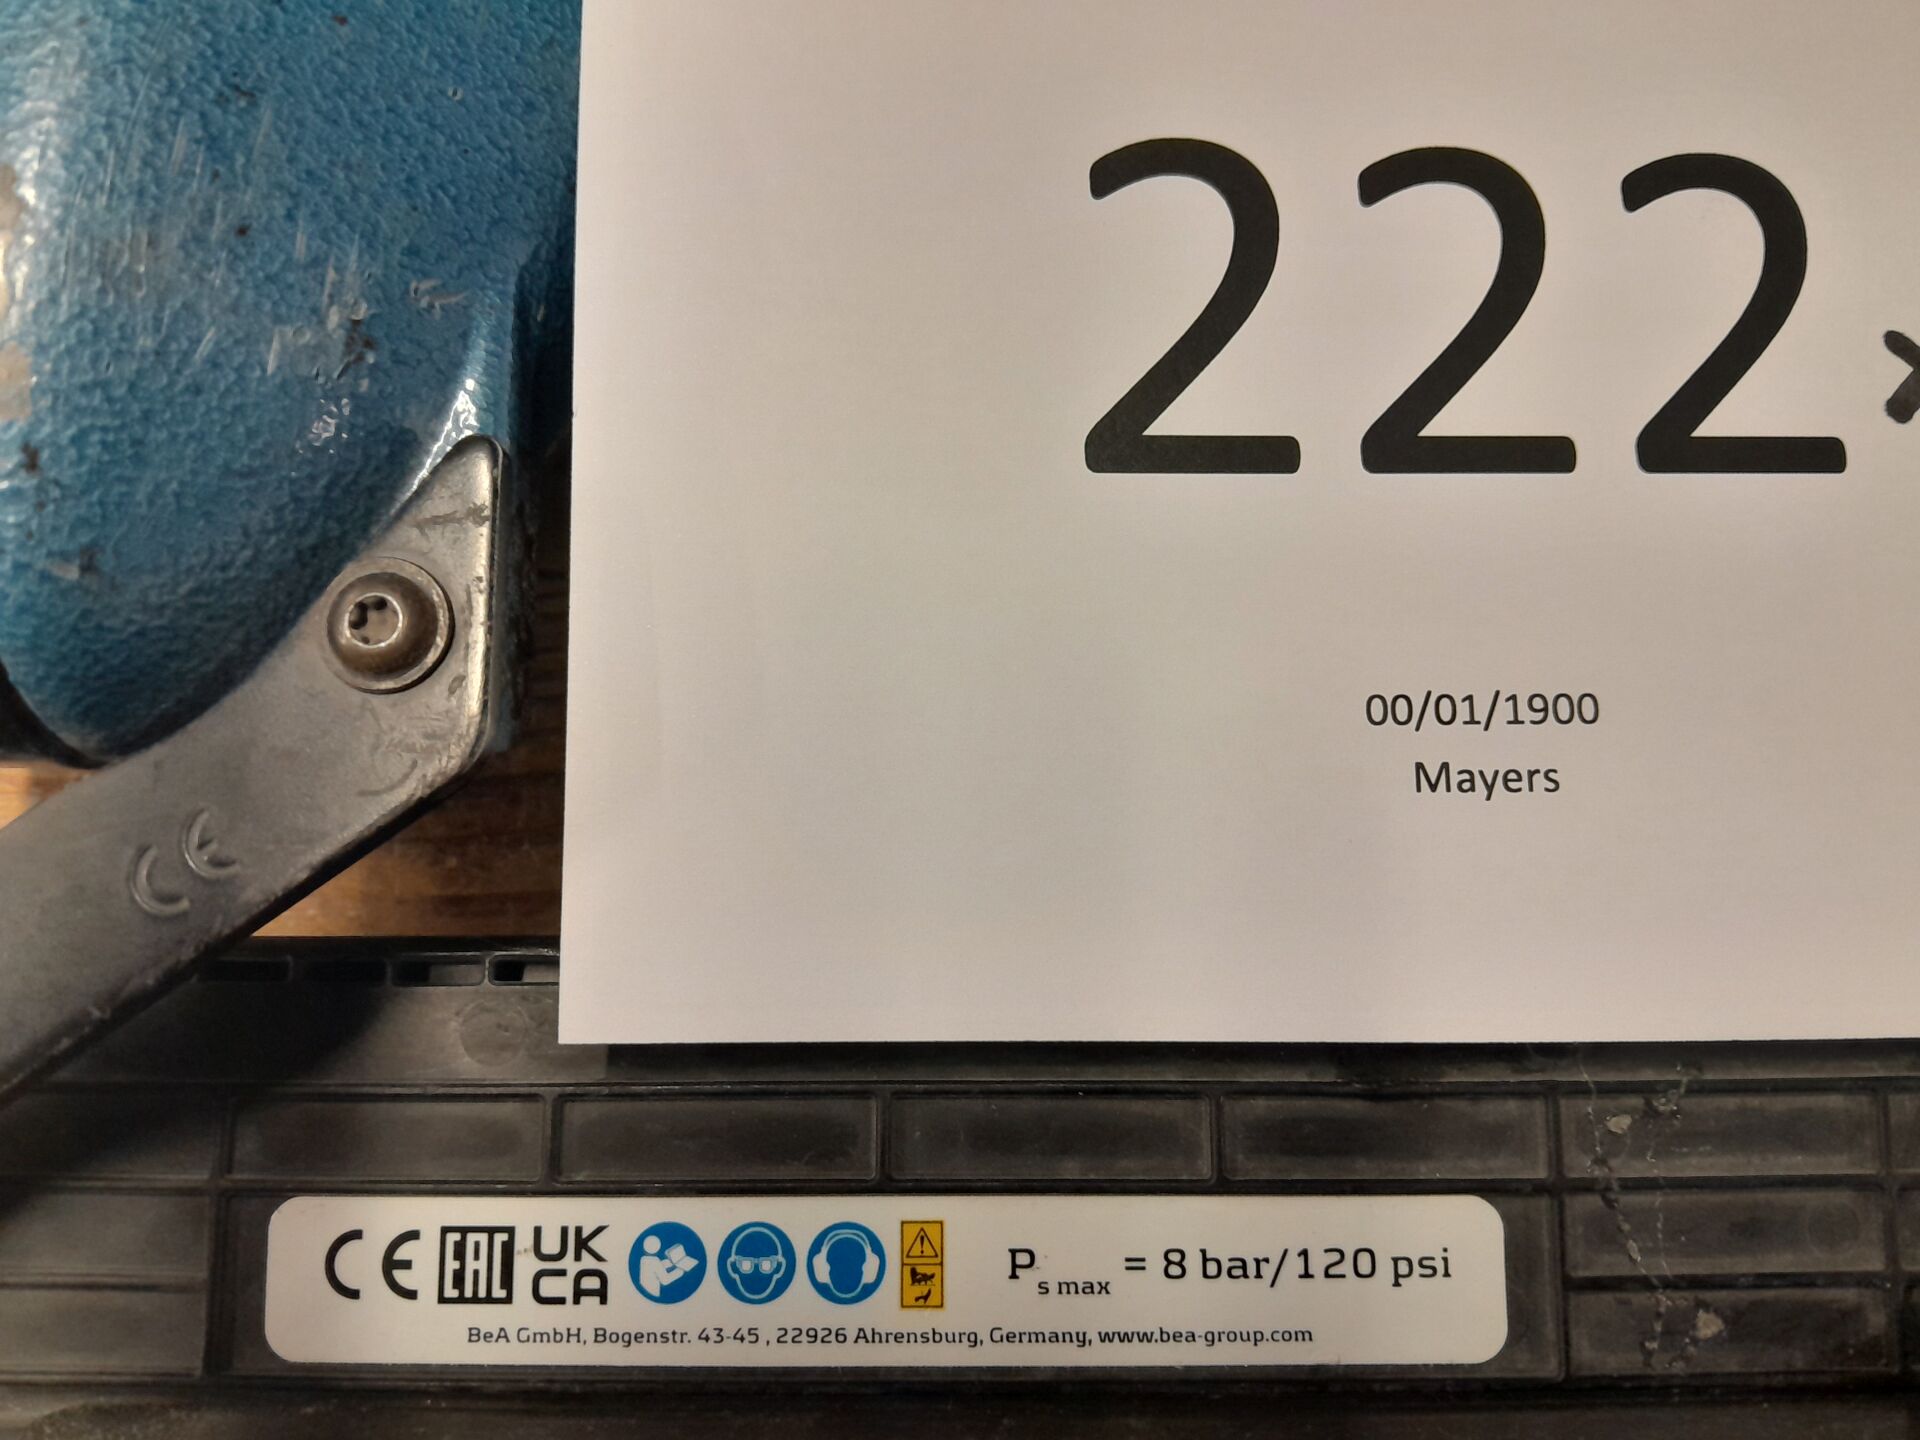 222x
00/01/1900
Mayers
CE
CE EAC UK CA
P s max = 8 bar/120 psi
BeA GmbH, Bogenstr. 43-45, 22926 Ahrensburg, Germany, www.bea-group.com